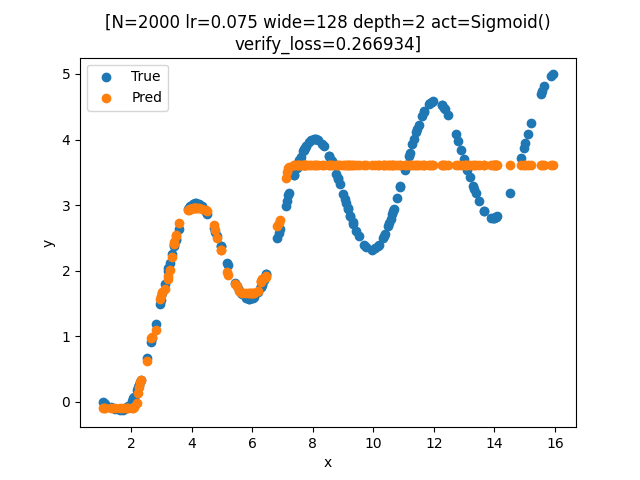 [N=2000 lr=0.075 wide=128 depth=2 act=Sigmoid()
verify_loss=0.266934]
True
Pred
y
5
4
3
2
1
0
2 4 6 8 10 12 14 16
x